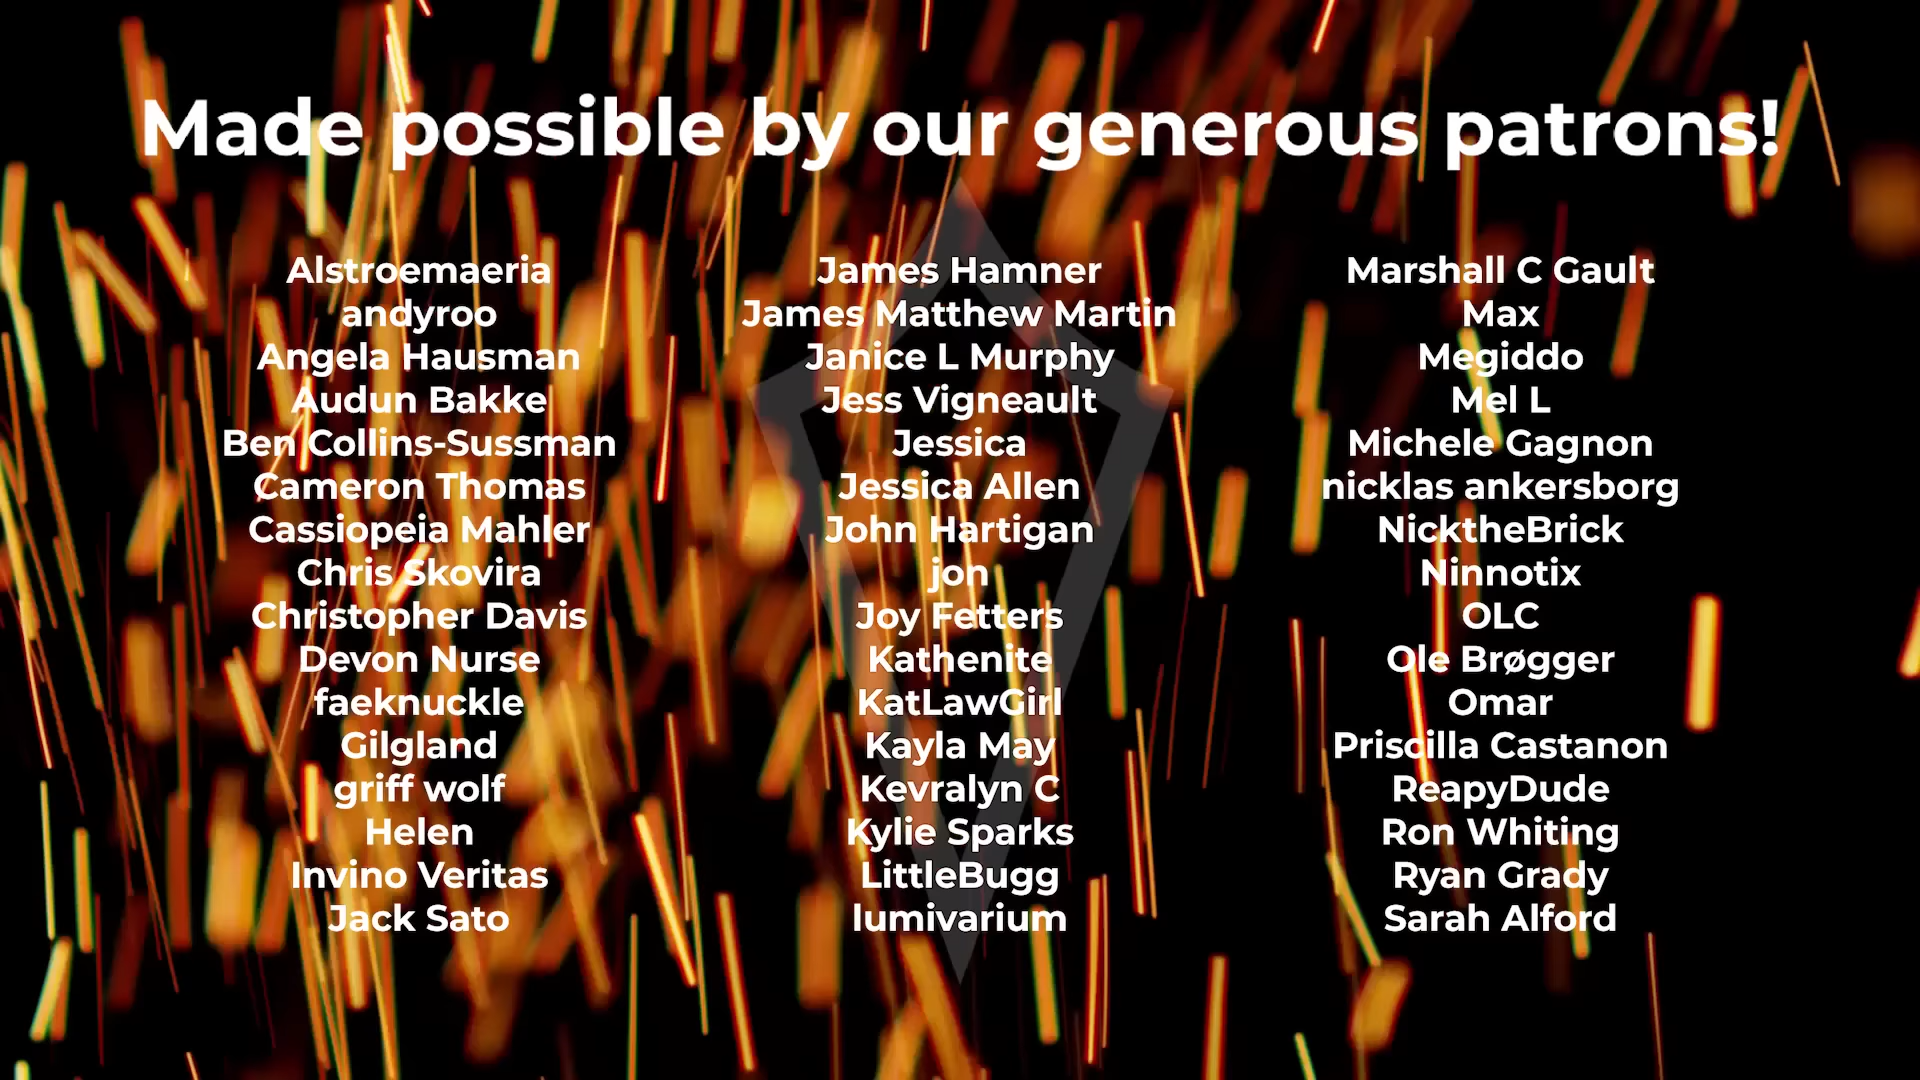 Made possible by our generous patrons!
Alstroemaeria
andyroo
Angela Hausman
Audun Bakke
Ben Collins-Sussman
Cameron Thomas
Cassiopeia Mahler
Chris Skovira
Christopher Davis
Devon Nurse
faeknuckle
Gilgland
griff wolf
Helen
Invino Veritas
Jack Sato
James Hamner
James Matthew Martin
Janice L Murphy
Jess Vigneault
Jessica
Jessica Allen
John Hartigan
jon
Joy Fetters
Kathenite
KatLawGirl
Kayla May
Kevralyn C
Kylie Sparks
LittleBugg
lumivarium
Marshall C Gault
Max
Megiddo
Mel L
Michele Gagnon
nicklas ankersborg
NicktheBrick
Ninnotix
OLC
Ole Brøgger
Omar
Priscilla Castanon
ReapyDude
Ron Whiting
Ryan Grady
Sarah Alford